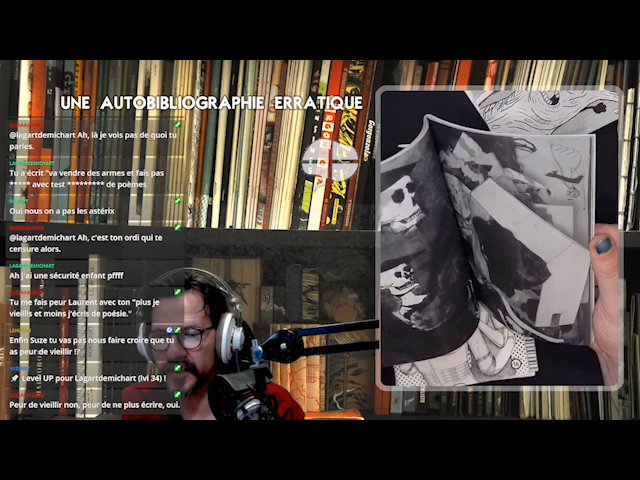 UNE AUTOBIBLIOGRAPHIE ERRATIQUE
@lagartdemichart Ah, là je vois pas de quoi tu
parles.
LAGARTDEMICHART
Tu a écrit "va vendre des armes et fais pas
***** avec test ********* de poèmes
Oui nous on a pas les astérix
@lagartdemichart Ah, c'est ton ordi qui te
censure alors.
LAGARTDEMICHART
Ah j'ai une sécurité enfant pffff
Tu me fais peur Laurent avec ton "plus je
vieillis et moins j'écris de poésie."
Enfin Suze tu vas pas nous faire croire que tu
as peur de vieillir !?
Level UP pour Lagartdemichart (lvl 34) !
Peur de vieillir non, peur de ne plus écrire, oui.